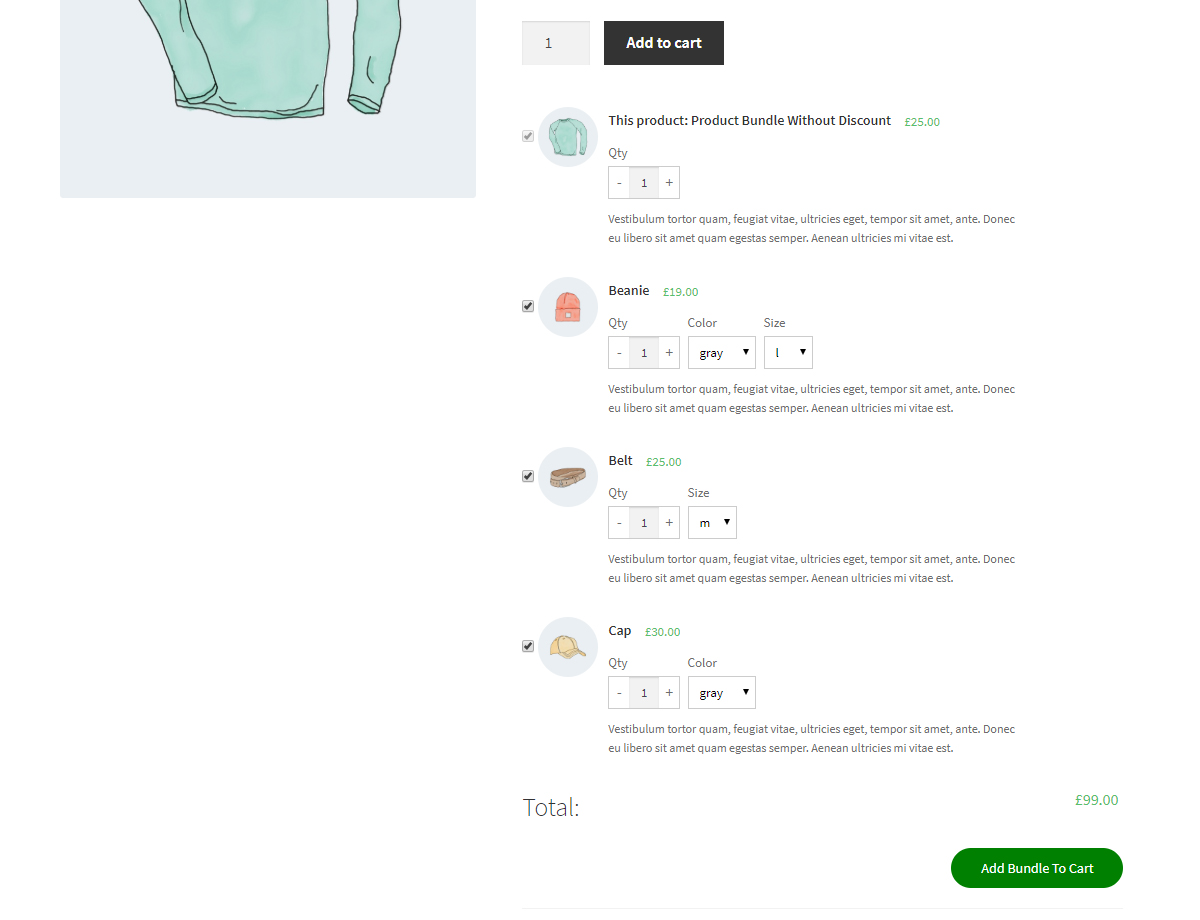 1 Add to cart
This product: Product Bundle Without Discount £25.00
Qty
- 1 +
Vestibulum tortor quam, feugiat vitae, ultricies eget, tempor sit amet, ante. Donec
eu libero sit amet quam egestas semper. Aenean ultricies mi vitae est.
Beanie £19.00
Qty Color Size
- 1 + gray l
Vestibulum tortor quam, feugiat vitae, ultricies eget, tempor sit amet, ante. Donec
eu libero sit amet quam egestas semper. Aenean ultricies mi vitae est.
Belt £25.00
Qty Size
- 1 + m
Vestibulum tortor quam, feugiat vitae, ultricies eget, tempor sit amet, ante. Donec
eu libero sit amet quam egestas semper. Aenean ultricies mi vitae est.
Cap £30.00
Qty Color
- 1 + gray
Vestibulum tortor quam, feugiat vitae, ultricies eget, tempor sit amet, ante. Donec
eu libero sit amet quam egestas semper. Aenean ultricies mi vitae est.
Total: £99.00
Add Bundle To Cart